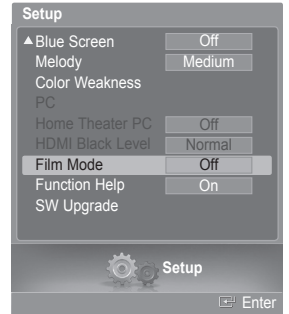 Setup
▲Blue Screen Off
Melody Medium
Color Weakness
PC
Home Theater PC Off
HDMI Black Level Normal
Film Mode Off
Function Help On
SW Upgrade
Setup
Enter